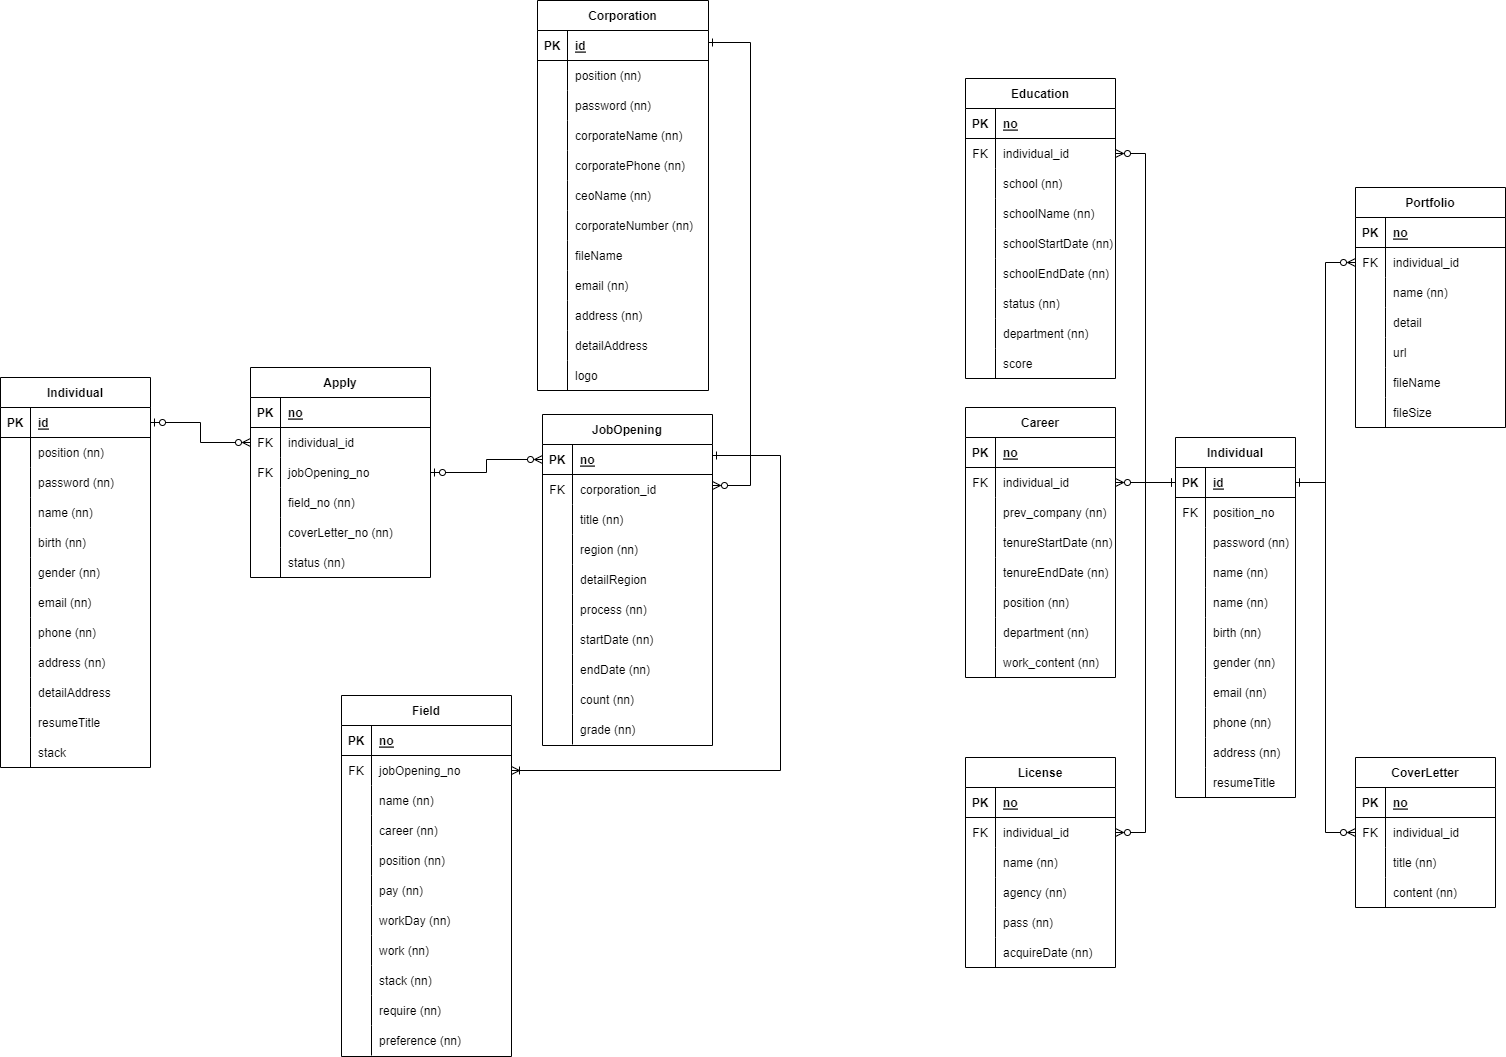 Corporation
PK id
position (nn)
password (nn)
corporateName (nn)
corporatePhone (nn)
ceoName (nn)
corporateNumber (nn)
fileName
email (nn)
address (nn)
detailAddress
logo
Individual
PK id
position (nn)
password (nn)
name (nn)
birth (nn)
gender (nn)
email (nn)
phone (nn)
address (nn)
detailAddress
resumeTitle
stack
Apply
PK no
FK individual_id
FK jobOpening_no
field_no (nn)
coverLetter_no (nn)
status (nn)
JobOpening
PK no
FK corporation_id
title (nn)
region (nn)
detailRegion
process (nn)
startDate (nn)
endDate (nn)
count (nn)
grade (nn)
Field
PK no
FK jobOpening_no
name (nn)
career (nn)
position (nn)
pay (nn)
workDay (nn)
work (nn)
stack (nn)
require (nn)
preference (nn)
Education
PK no
FK individual_id
school (nn)
schoolName (nn)
schoolStartDate (nn)
schoolEndDate (nn)
status (nn)
department (nn)
score
Career
PK no
FK individual_id
prev_company (nn)
tenureStartDate (nn)
tenureEndDate (nn)
position (nn)
department (nn)
work_content (nn)
License
PK no
FK individual_id
name (nn)
agency (nn)
pass (nn)
acquireDate (nn)
Individual
PK id
FK position_no
password (nn)
name (nn)
name (nn)
birth (nn)
gender (nn)
email (nn)
phone (nn)
address (nn)
resumeTitle
Portfolio
PK no
FK individual_id
name (nn)
detail
url
fileName
fileSize
CoverLetter
PK no
FK individual_id
title (nn)
content (nn)